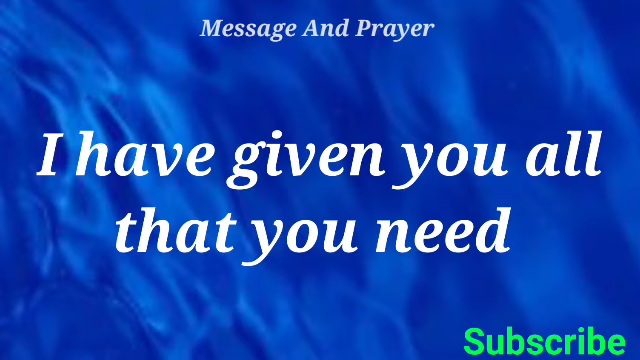 Message And Prayer
I have given you all
that you need
Subscribe